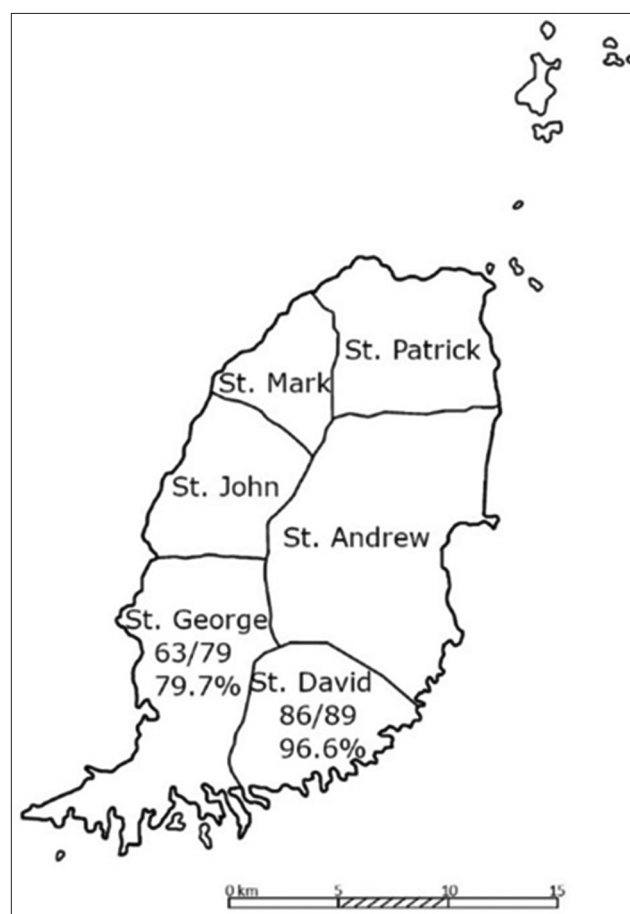 St. Patrick
St. Mark
St. John
St. Andrew
St. George
63/79
79.7%
St. David
86/89
96.6%
0 km 5 10 15